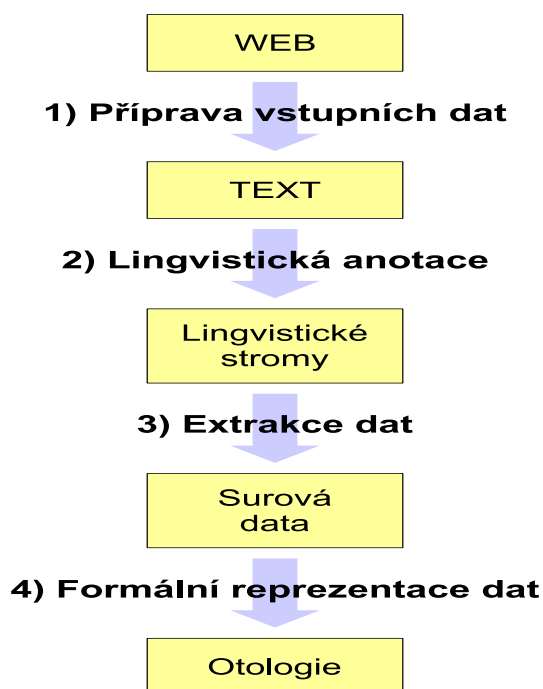 WEB
1) Příprava vstupních dat
TEXT
2) Lingvistická anotace
Lingvistické
stromy
3) Extrakce dat
Surová
data
4) Formální reprezentace dat
Otologie